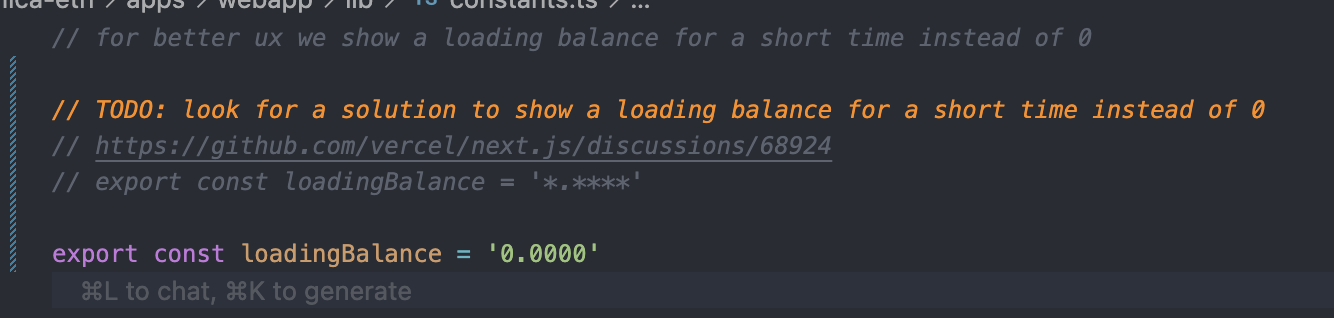 apps > webapp > lib > TS constants.ts > ...
// for better ux we show a loading balance for a short time instead of 0
// TODO: look for a solution to show a loading balance for a short time instead of 0
// https://github.com/vercel/next.js/discussions/68924
// export const loadingBalance = '*.****'
export const loadingBalance = '0.0000'
⌘L to chat, ⌘K to generate